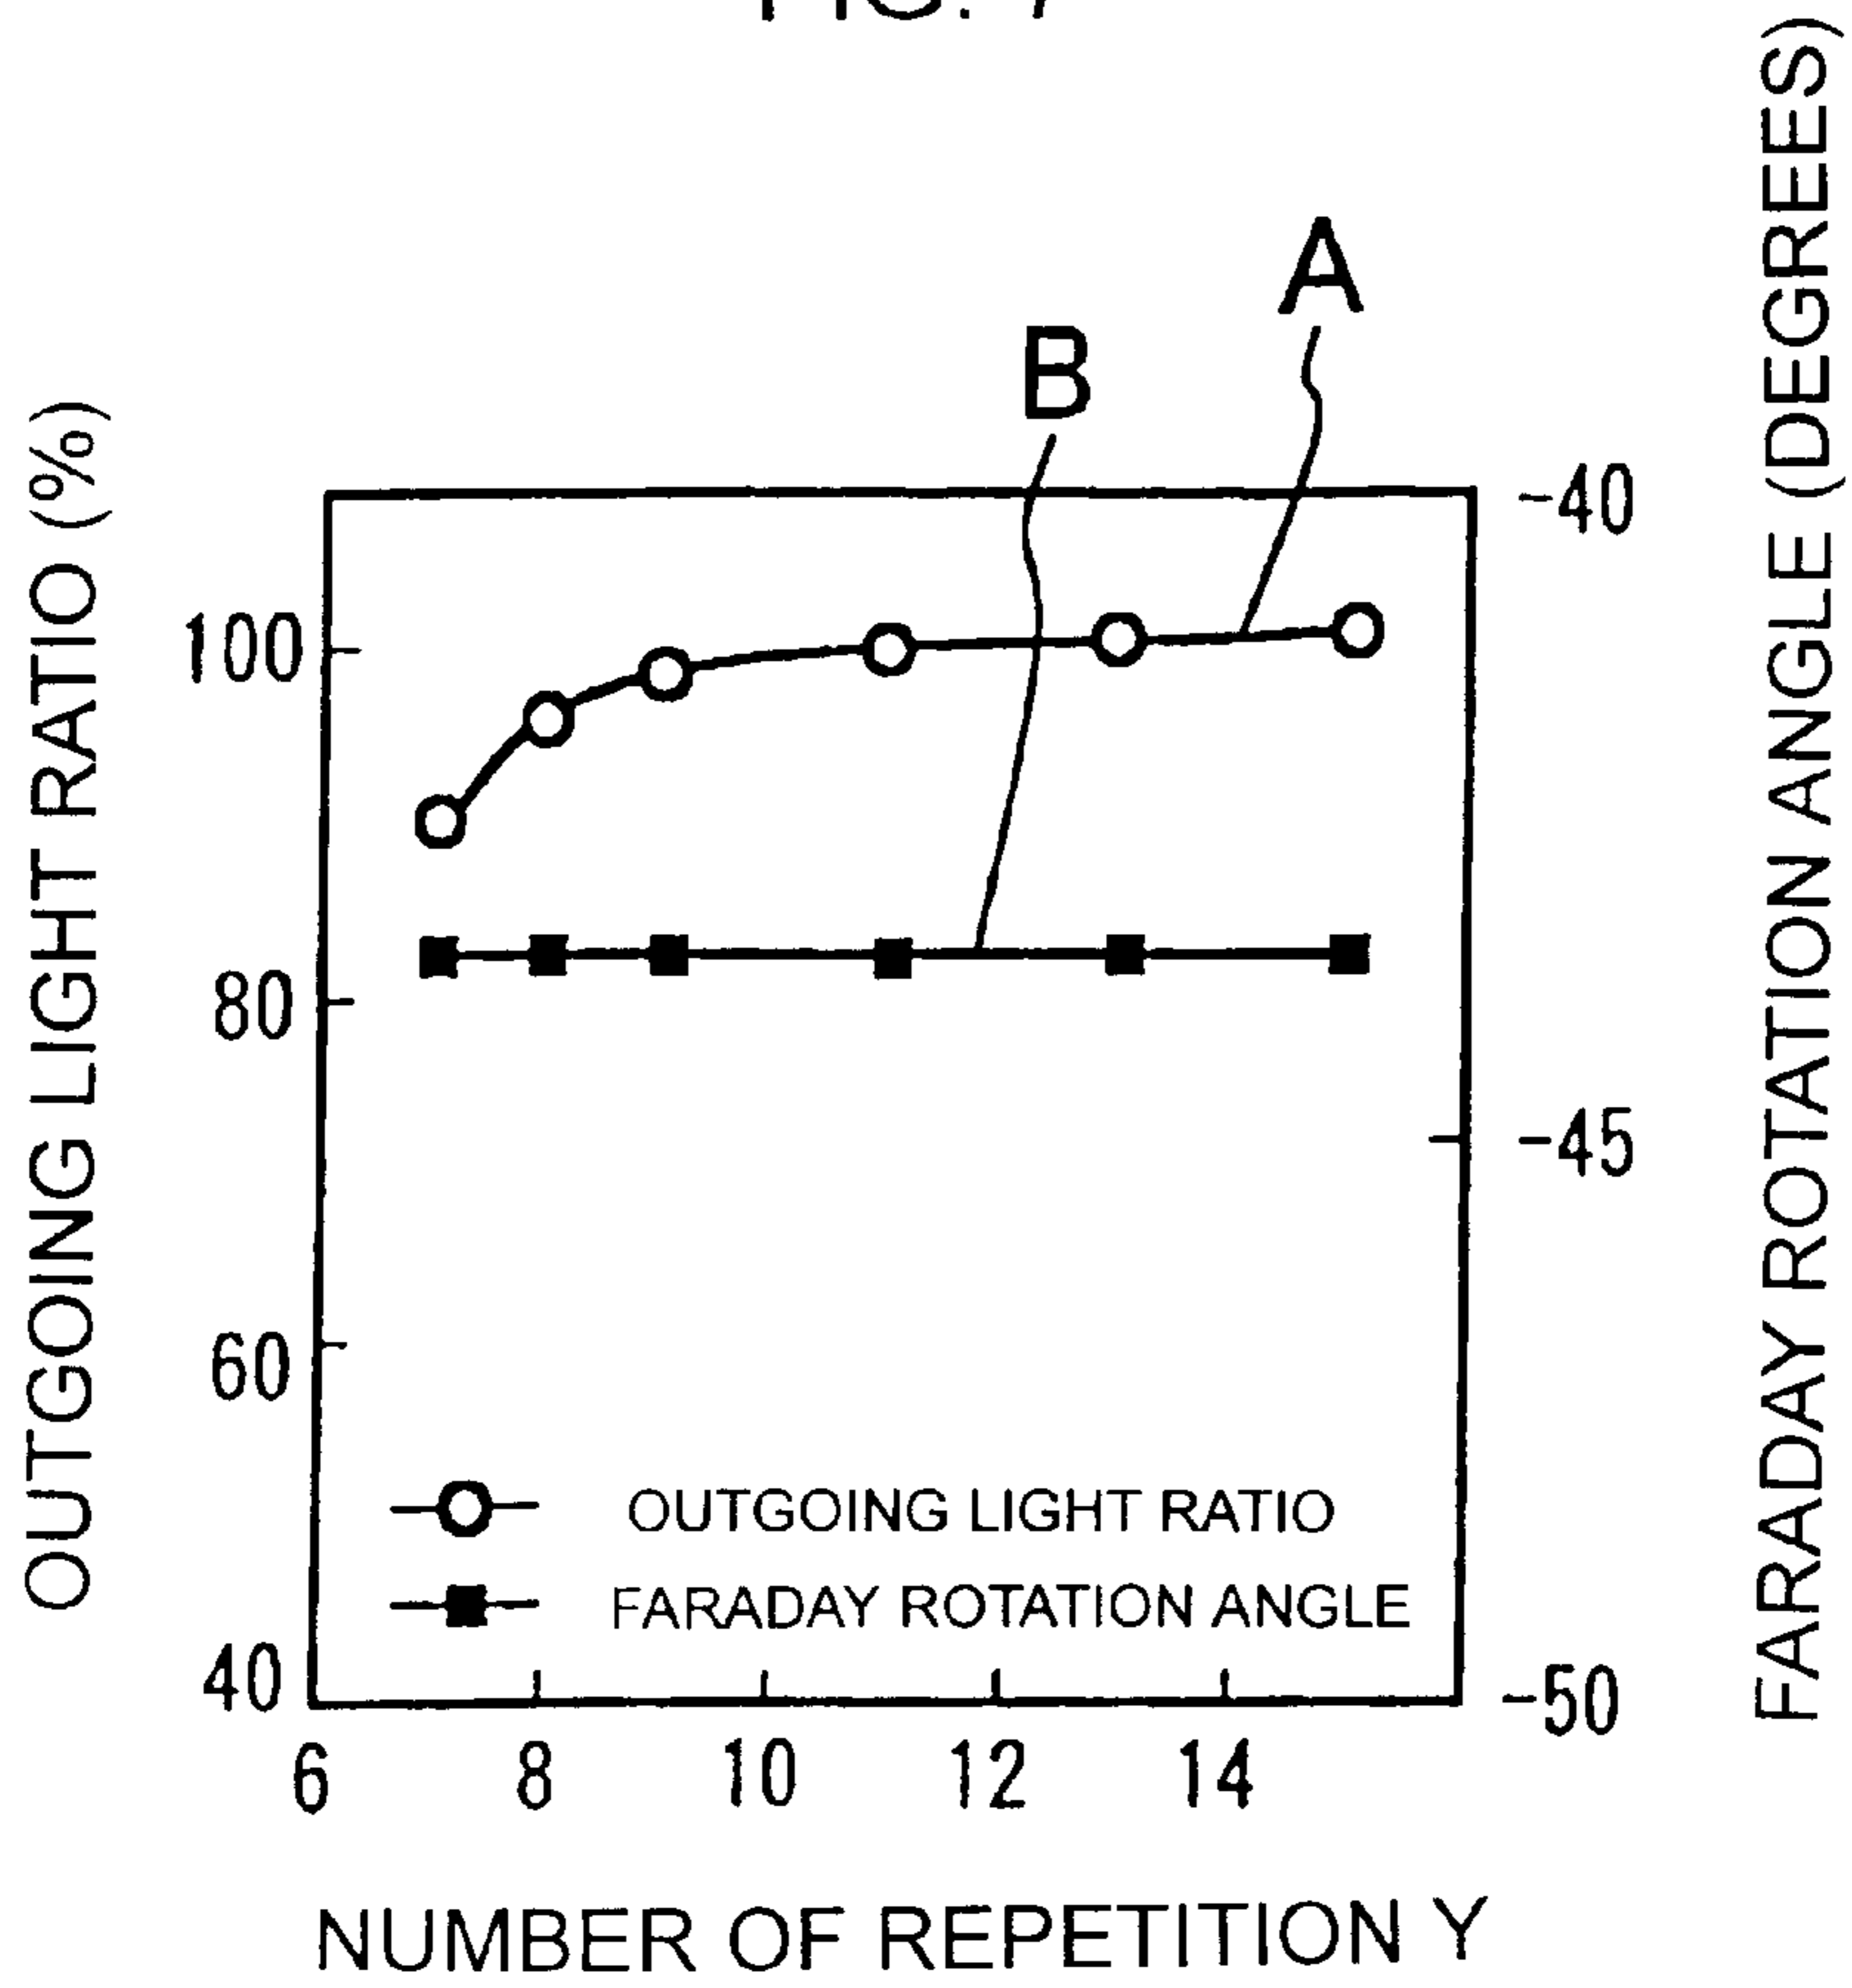 OUTGOING LIGHT RATIO (%)
FARADAY ROTATION ANGLE (DEGREES)
A
B
100
80
60
40
-40
-45
-50
OUTGOING LIGHT RATIO
FARADAY ROTATION ANGLE
6 8 10 12 14
NUMBER OF REPETITION Y